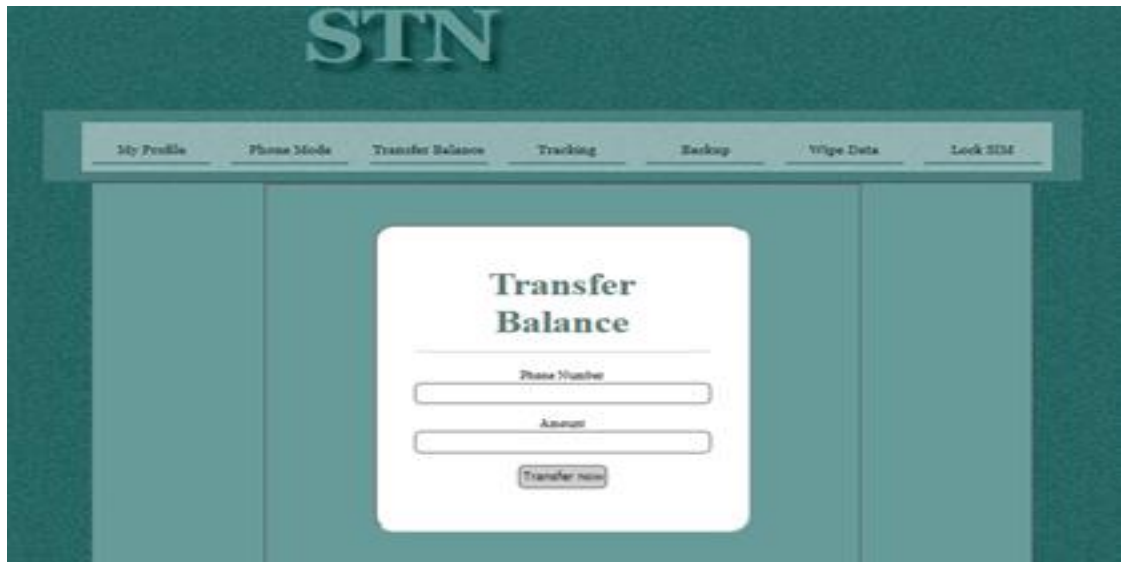 STN
My Profile Phone Mode Transfer Balance Tracking Backup Wipe Data Lock SIM
Transfer
Balance
Phone Number
Amount
Transfer now